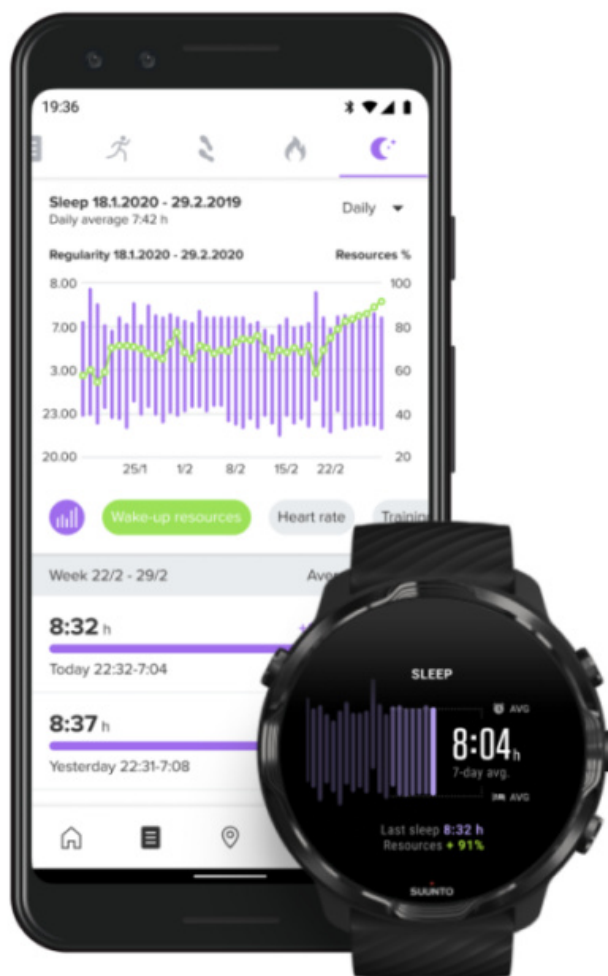 19:36
Sleep 18.1.2020 - 29.2.2019
Daily average 7:42 h
Daily
Regularity 18.1.2020 - 29.2.2020
Resources %
8.00
7.00
3.00
23.00
20.00
100
80
60
40
20
25/1 1/2 8/2 15/2 22/2
Wake-up resources
Heart rate
Training
Week 22/2 - 29/2
8:32 h
Today 22:32-7:04
8:37 h
Yesterday 22:31-7:08
SLEEP
AVG
8:04 h
7-day avg.
AVG
Last sleep 8:32 h
Resources + 91%
SUUNTO